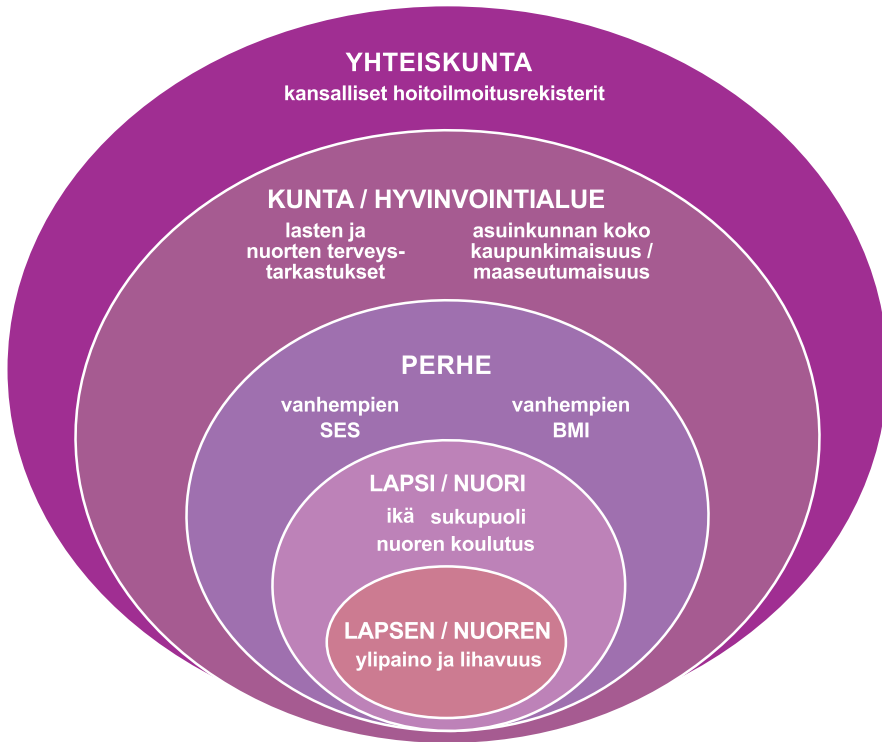 YHTEISKUNTA
kansalliset hoitoilmoitusrekisterit
KUNTA / HYVINVOINTIALUE
lasten ja
nuorten terveys-
tarkastukset
asuinkunnan koko
kaupunkimaisuus /
maaseutumaisuus
PERHE
vanhempien
SES
vanhempien
BMI
LAPSI / NUORI
ikä sukupuoli
nuoren koulutus
LAPSEN / NUOREN
ylipaino ja lihavuus